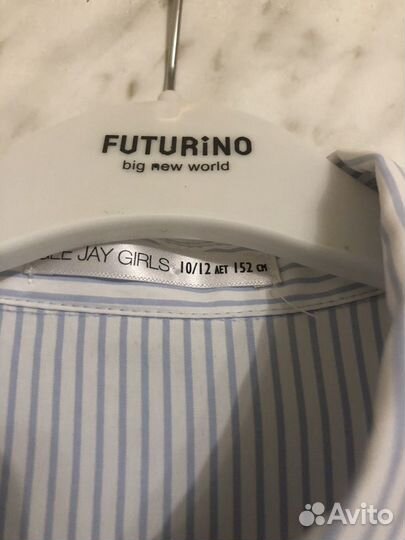 FUTURiNO
big new world
JAY GIRLS 10/12 ЛЕТ 152 СМ
Avito